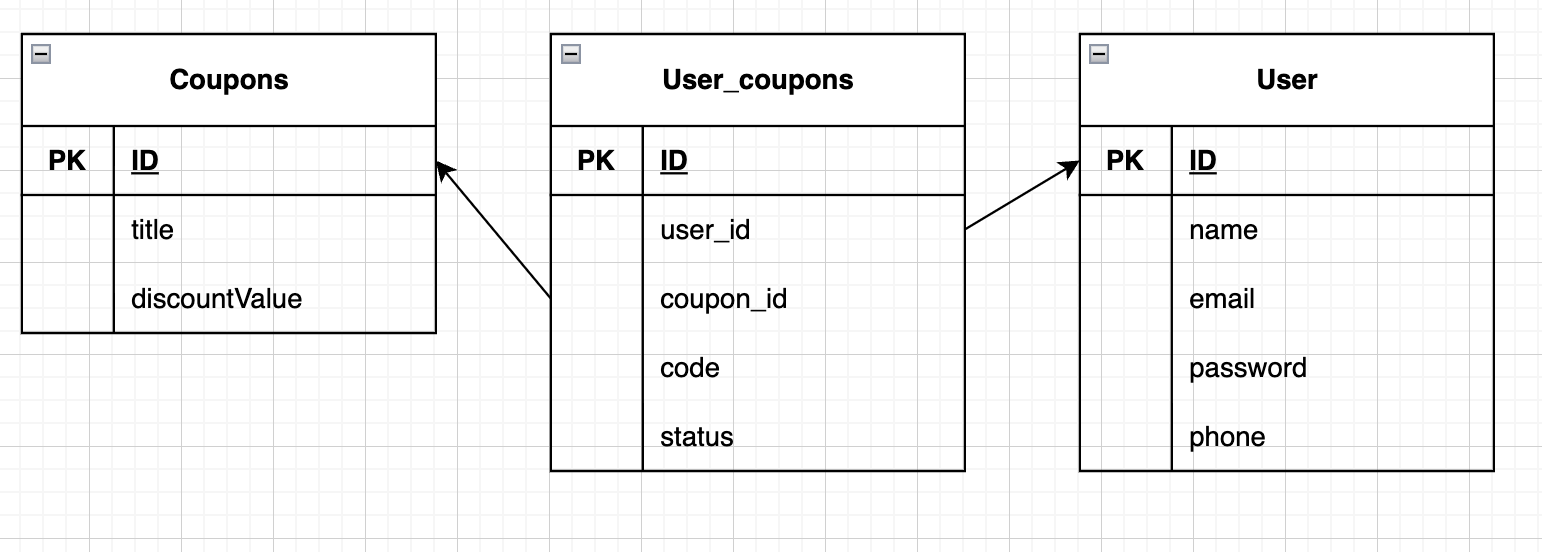 Coupons
PK ID
title
discountValue
User_coupons
PK ID
user_id
coupon_id
code
status
User
PK ID
name
email
password
phone